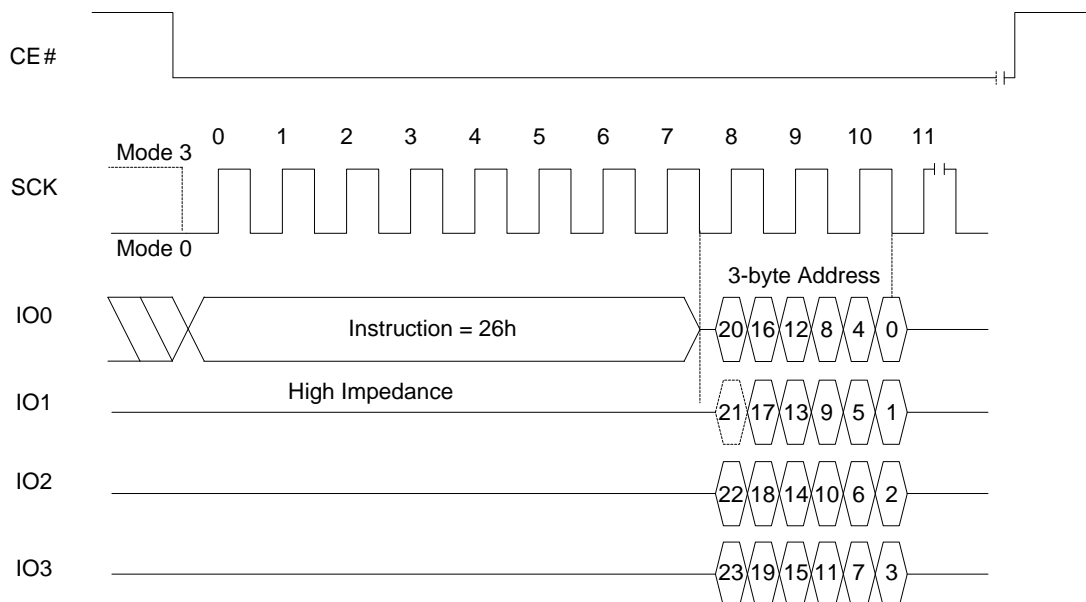 CE#
0 1 2 3 4 5 6 7 8 9 10 11
Mode 3
SCK
Mode 0
3-byte Address
IO0
Instruction = 26h
20 16 12 8 4 0
High Impedance
IO1
21 17 13 9 5 1
IO2
22 18 14 10 6 2
IO3
23 19 15 11 7 3